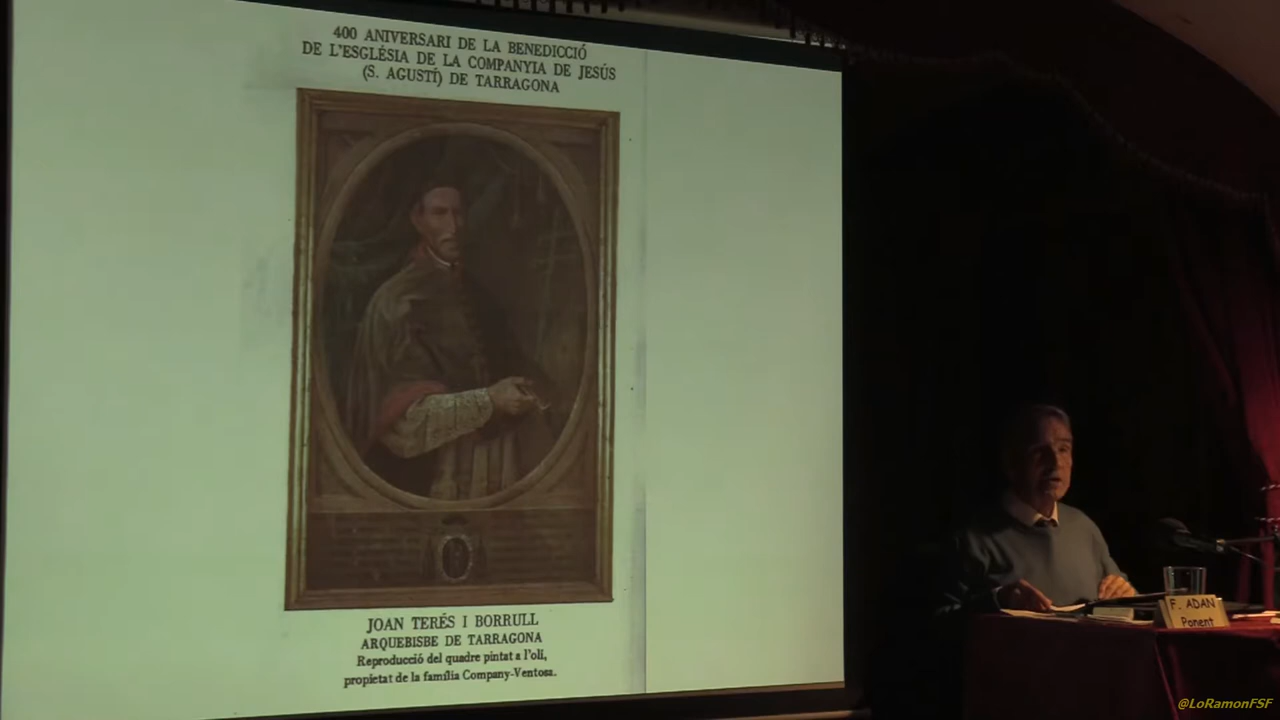 400 ANIVERSARI DE LA BENEDICCIÓ
DE L'ESGLÉSIA DE LA COMPANYIA DE JESÚS
(S. AGUSTÍ) DE TARRAGONA
JOAN TERÉS I BORRULL
ARQUEBISBE DE TARRAGONA
Reproducció del quadre pintat a l'oli,
propietat de la família Company-Ventosa.
F. ADAN
Ponent
@LoRamonFSF